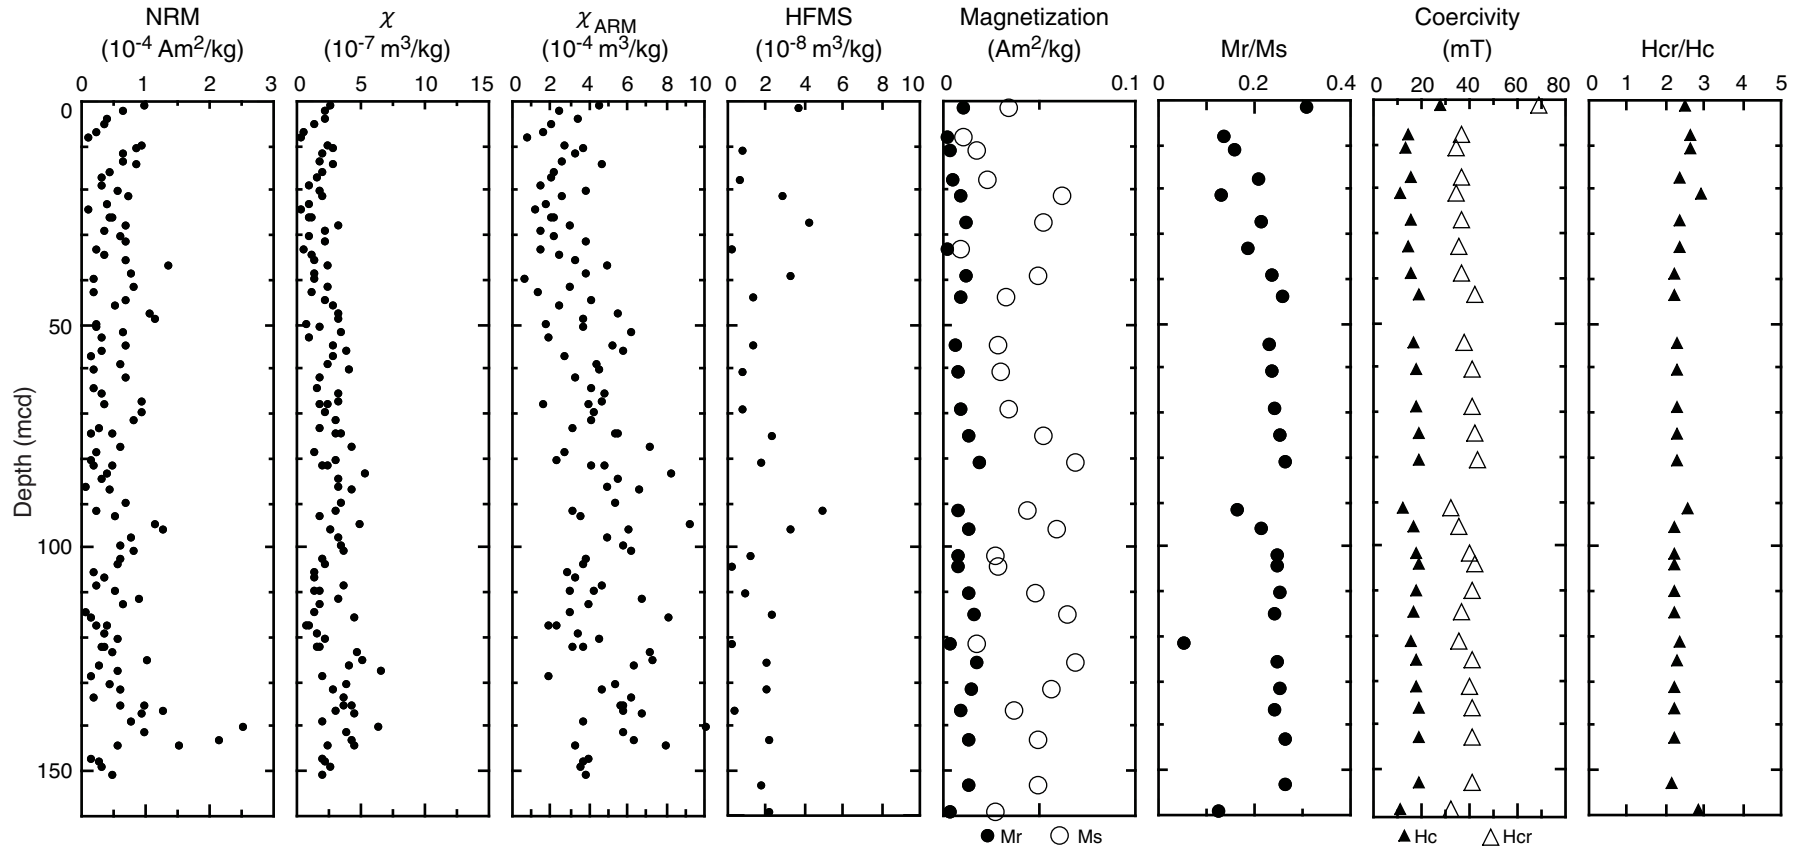 NRM
(10-4 Am2/kg)
χ
(10-7 m3/kg)
χ ARM
(10-4 m3/kg)
HFMS
(10-8 m3/kg)
Magnetization
(Am2/kg)
Mr/Ms
Coercivity
(mT)
Hcr/Hc
0 1 2 3
0 5 10 15
0 2 4 6 8 10
0 2 4 6 8 10
0 0.1
0 0.2 0.4
0 20 40 60 80
0 1 2 3 4 5
Depth (mcd)
0
50
100
150
Mr Ms
Hc Hcr